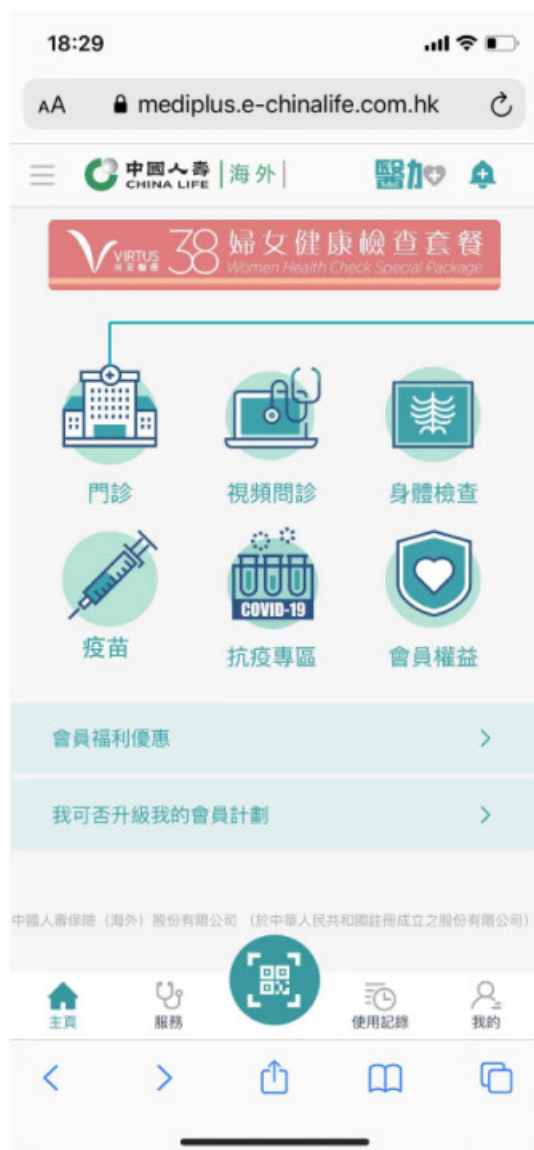 18:29
AA mediplus.e-chinalife.com.hk
中國人壽 CHINA LIFE 海外 醫加
VIRTUS 尚至醫療 38 婦女健康檢查套餐
Women Health Check Special Package
門診 視頻問診 身體檢查
COVID-19
疫苗 抗疫專區 會員權益
會員福利優惠
我可否升級我的會員計劃
中國人壽保險（海外）股份有限公司 （於中華人民共和國註冊成立之股份有限公司）
主頁 服務 使用記錄 我的